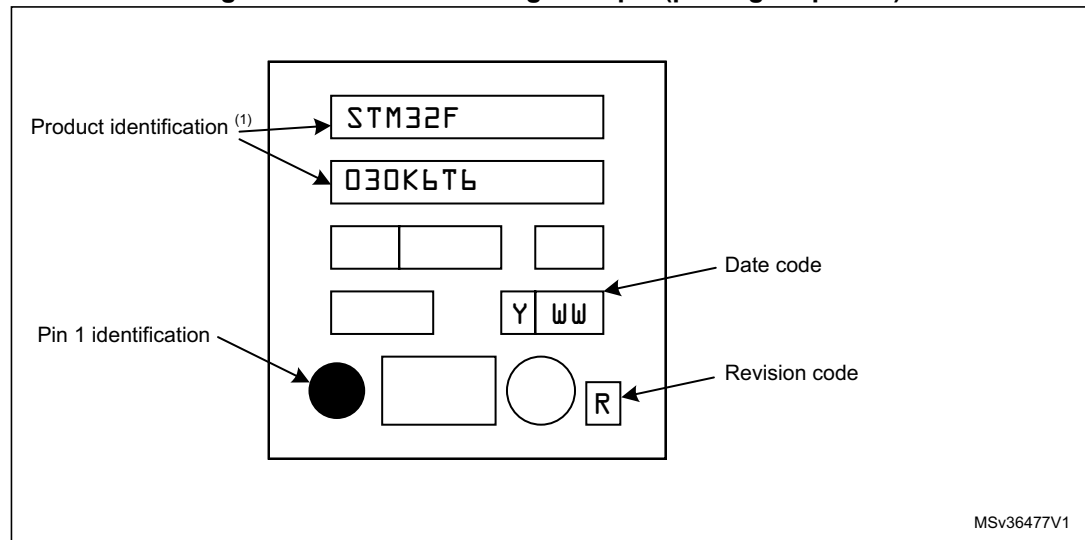 Product identification (1)
STM32F
030K6T6
Date code
Y WW
Pin 1 identification
Revision code
R
MSv36477V1